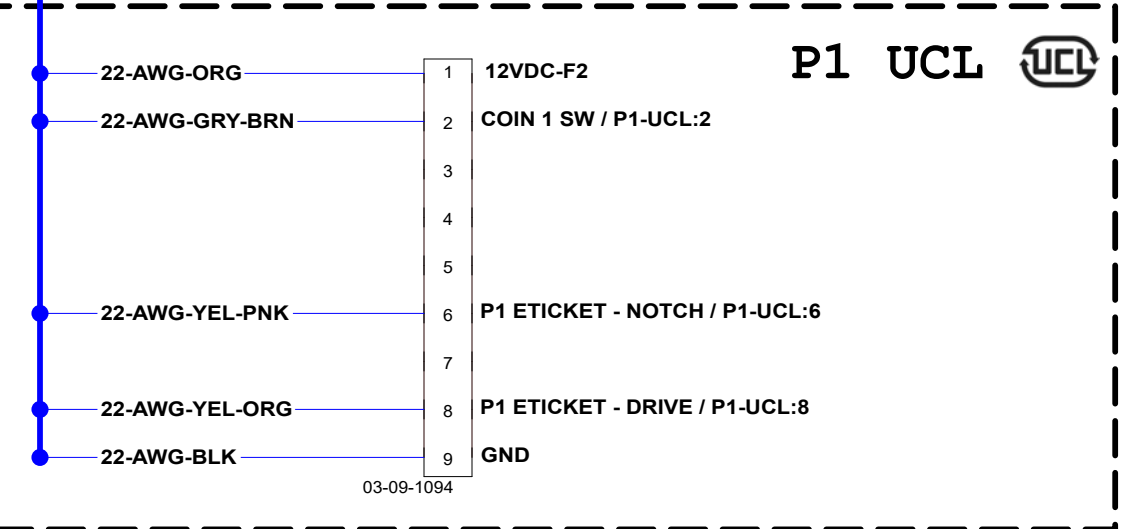 P1 UCL UCL
22-AWG-ORG 1 12VDC-F2
22-AWG-GRY-BRN 2 COIN 1 SW / P1-UCL:2
3
4
5
22-AWG-YEL-PNK 6 P1 ETICKET - NOTCH / P1-UCL:6
7
22-AWG-YEL-ORG 8 P1 ETICKET - DRIVE / P1-UCL:8
22-AWG-BLK 9 GND
03-09-1094